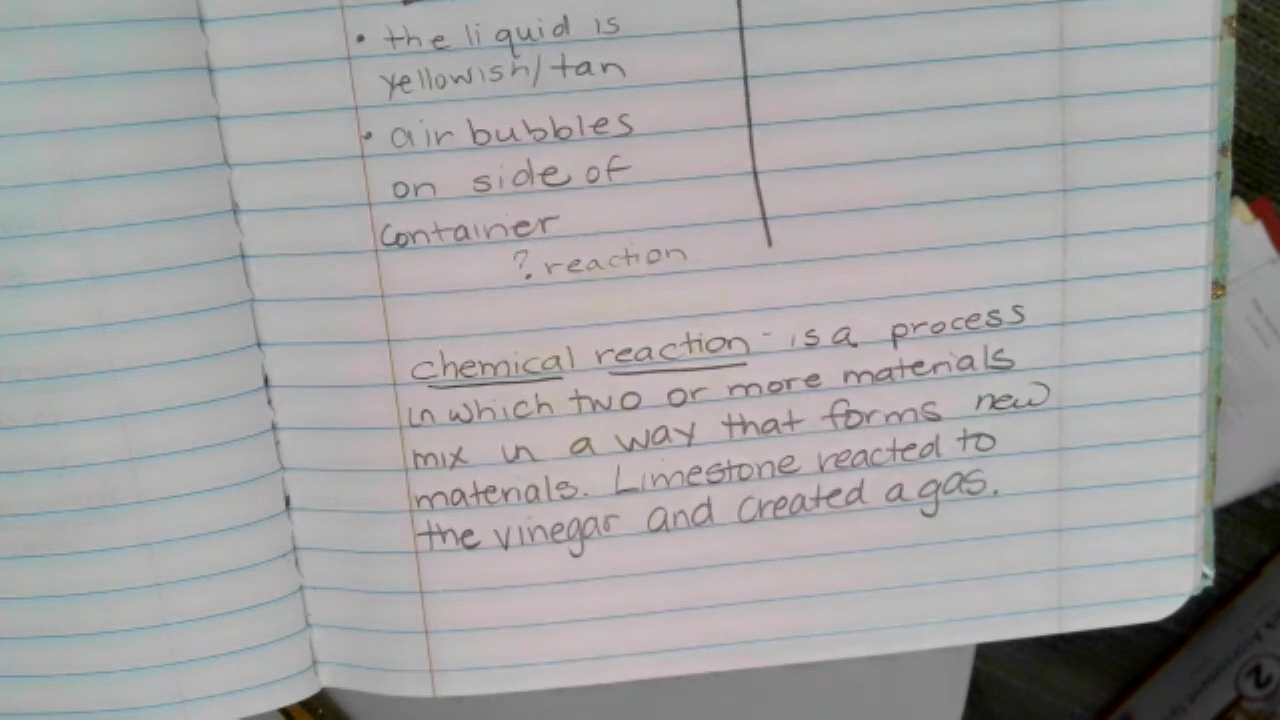 • the liquid is
yellowish/tan
• air bubbles
on side of
container
? reaction
chemical reaction - is a process
in which two or more materials
mix in a way that forms new
materials. Limestone reacted to
the vinegar and created a gas.
2